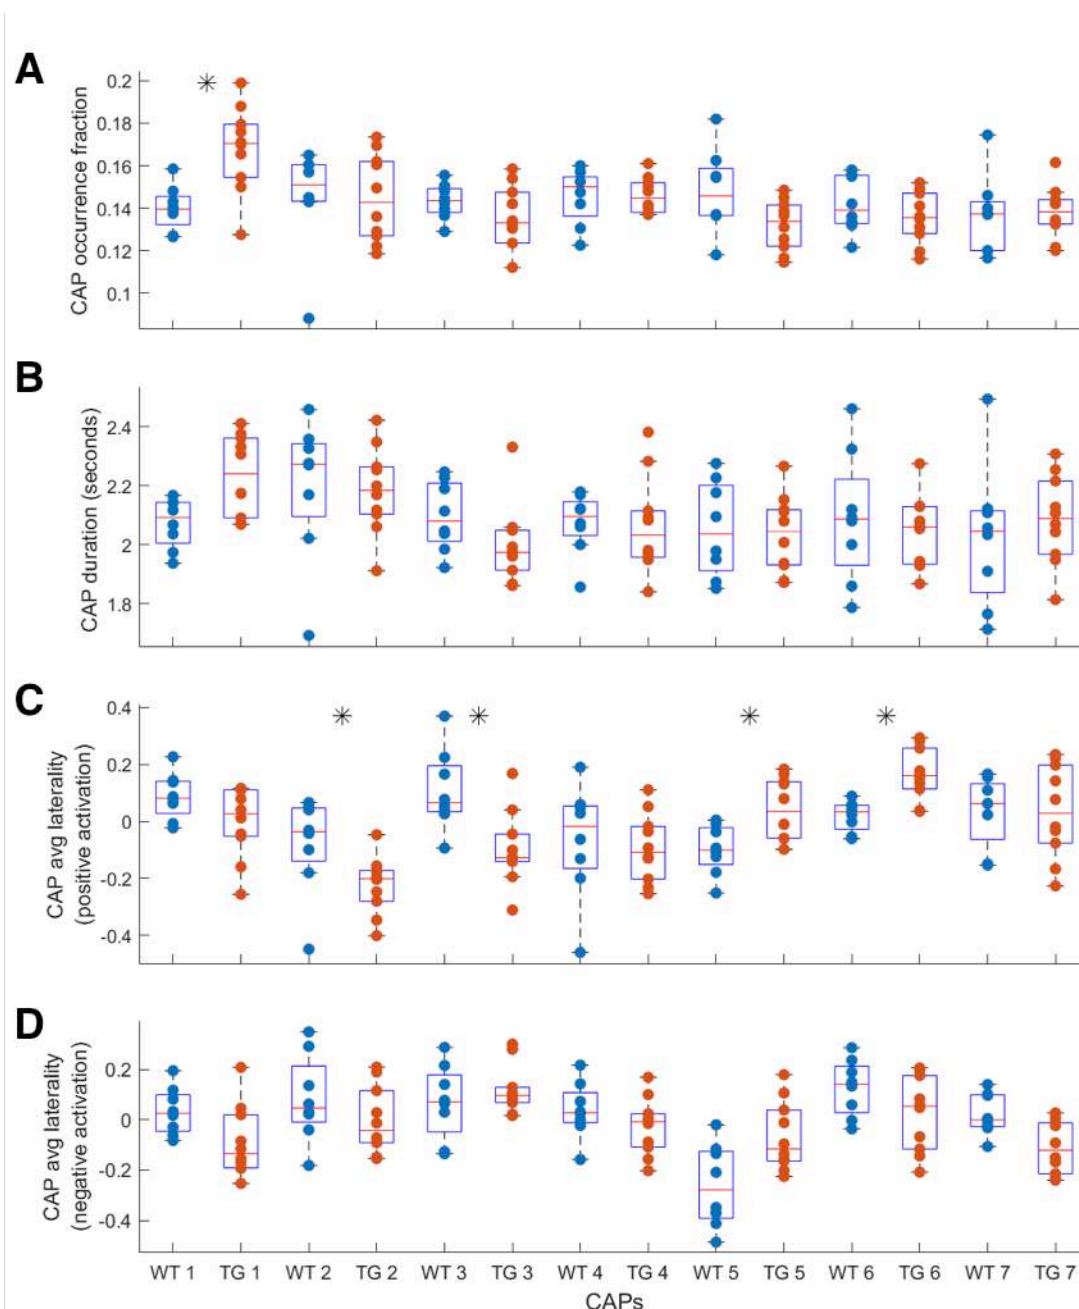 A
CAP occurrence fraction
0.2
0.18
0.16
0.14
0.12
0.1
B
CAP duration (seconds)
2.4
2.2
2
1.8
C
CAP avg laterality
(positive activation)
0.4
0.2
0
-0.2
-0.4
D
CAP avg laterality
(negative activation)
0.2
0
-0.2
-0.4
WT 1 TG 1 WT 2 TG 2 WT 3 TG 3 WT 4 TG 4 WT 5 TG 5 WT 6 TG 6 WT 7 TG 7
CAPs